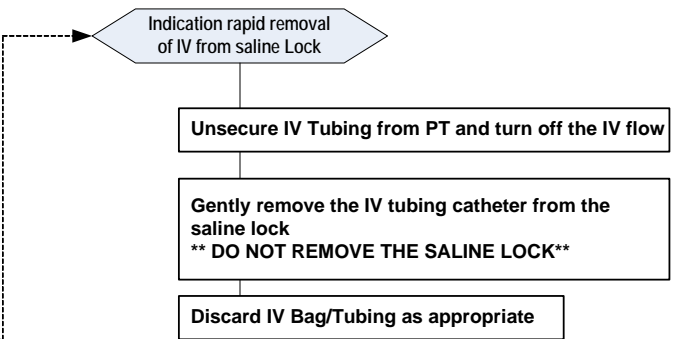 Indication rapid removal
of IV from saline Lock
Unsecure IV Tubing from PT and turn off the IV flow
Gently remove the IV tubing catheter from the
saline lock
** DO NOT REMOVE THE SALINE LOCK**
Discard IV Bag/Tubing as appropriate